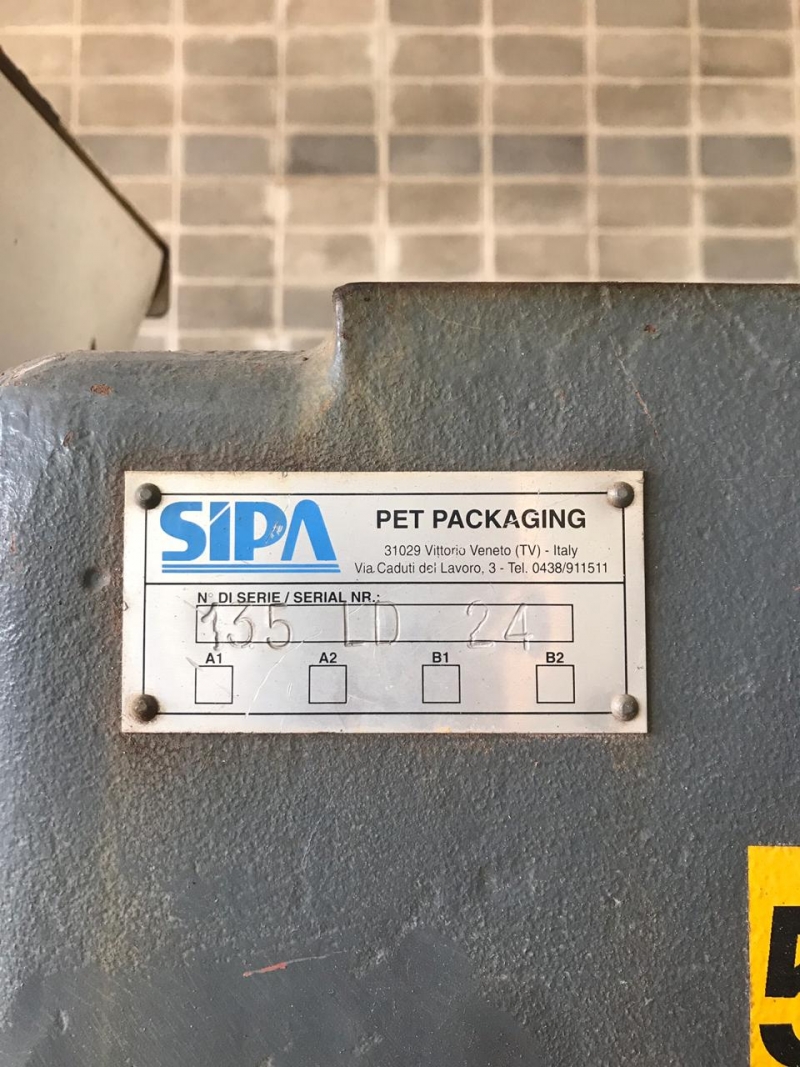 SIPA
PET PACKAGING
31029 Vittorio Veneto (TV) - Italy
Via Caduti del Lavoro, 3 - Tel. 0438/911511
N° DI SERIE / SERIAL NR.:
135 LD 24
A1 A2 B1 B2
5